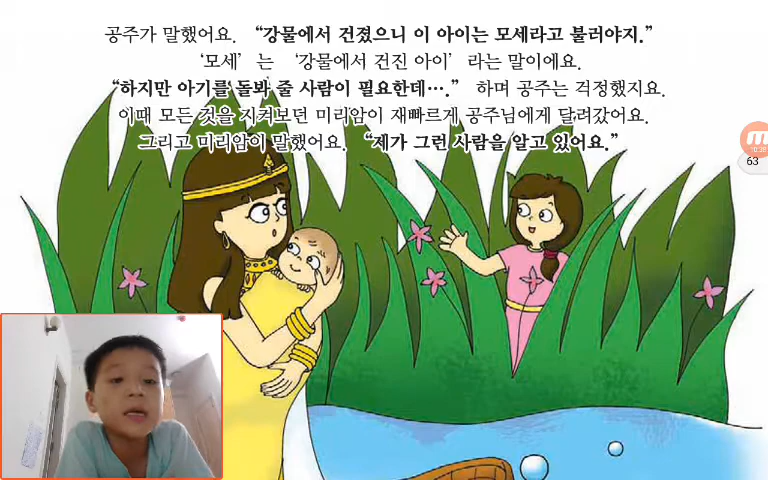 공주가 말했어요. “강물에서 건졌으니 이 아이는 모세라고 불러야지.”
‘모세’ 는 ‘강물에서 건진 아이’ 라는 말이에요.
“하지만 아기를 돌봐 줄 사람이 필요한데….” 하며 공주는 걱정했지요.
이때 모든 것을 지켜보던 미리암이 재빠르게 공주님에게 달려갔어요.
그리고 미리암이 말했어요. “제가 그런 사람을 알고 있어요.”
63